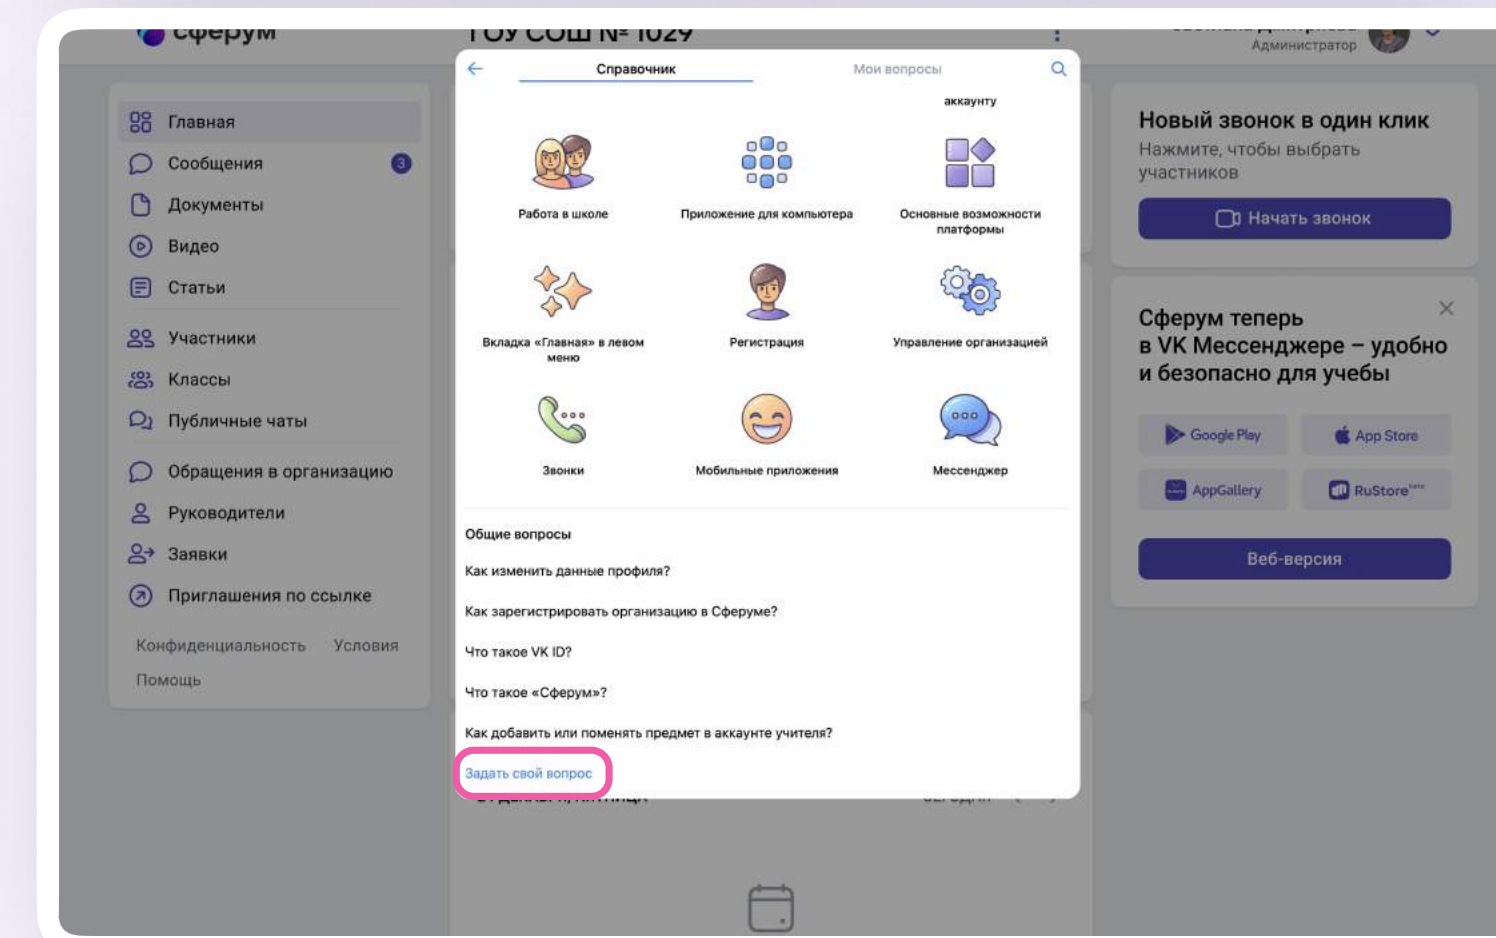 сферум
ГОУ СОШ № 1029
Администратор
Главная
Сообщения
3
Документы
Видео
Статьи
Участники
Классы
Публичные чаты
Обращения в организацию
Руководители
Заявки
Приглашения по ссылке
Конфиденциальность Условия
Помощь
Справочник
Мои вопросы
аккаунту
Работа в школе
Приложение для компьютера
Основные возможности
платформы
Вкладка «Главная» в левом
меню
Регистрация
Управление организацией
Звонки
Мобильные приложения
Мессенджер
Общие вопросы
Как изменить данные профиля?
Как зарегистрировать организацию в Сферуме?
Что такое VK ID?
Что такое «Сферум»?
Как добавить или поменять предмет в аккаунте учителя?
Задать свой вопрос
Новый звонок в один клик
Нажмите, чтобы выбрать
участников
Начать звонок
Сферум теперь
в VK Мессенджере – удобно
и безопасно для учебы
Google Play
App Store
AppGallery
RuStore
Веб-версия